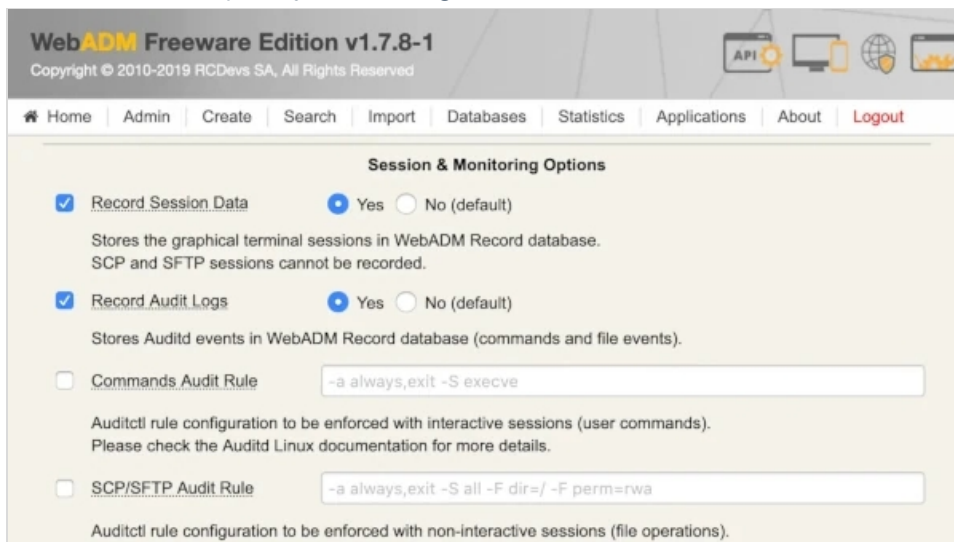 WebADM Freeware Edition v1.7.8-1
Copyright © 2010-2019 RCDevs SA, All Rights Reserved
API
Home Admin Create Search Import Databases Statistics Applications About Logout
Session & Monitoring Options
Record Session Data Yes No (default)
Stores the graphical terminal sessions in WebADM Record database.
SCP and SFTP sessions cannot be recorded.
Record Audit Logs Yes No (default)
Stores Auditd events in WebADM Record database (commands and file events).
Commands Audit Rule -a always,exit -S execve
Auditctl rule configuration to be enforced with interactive sessions (user commands).
Please check the Auditd Linux documentation for more details.
SCP/SFTP Audit Rule -a always,exit -S all -F dir=/ -F perm=rwa
Auditctl rule configuration to be enforced with non-interactive sessions (file operations).